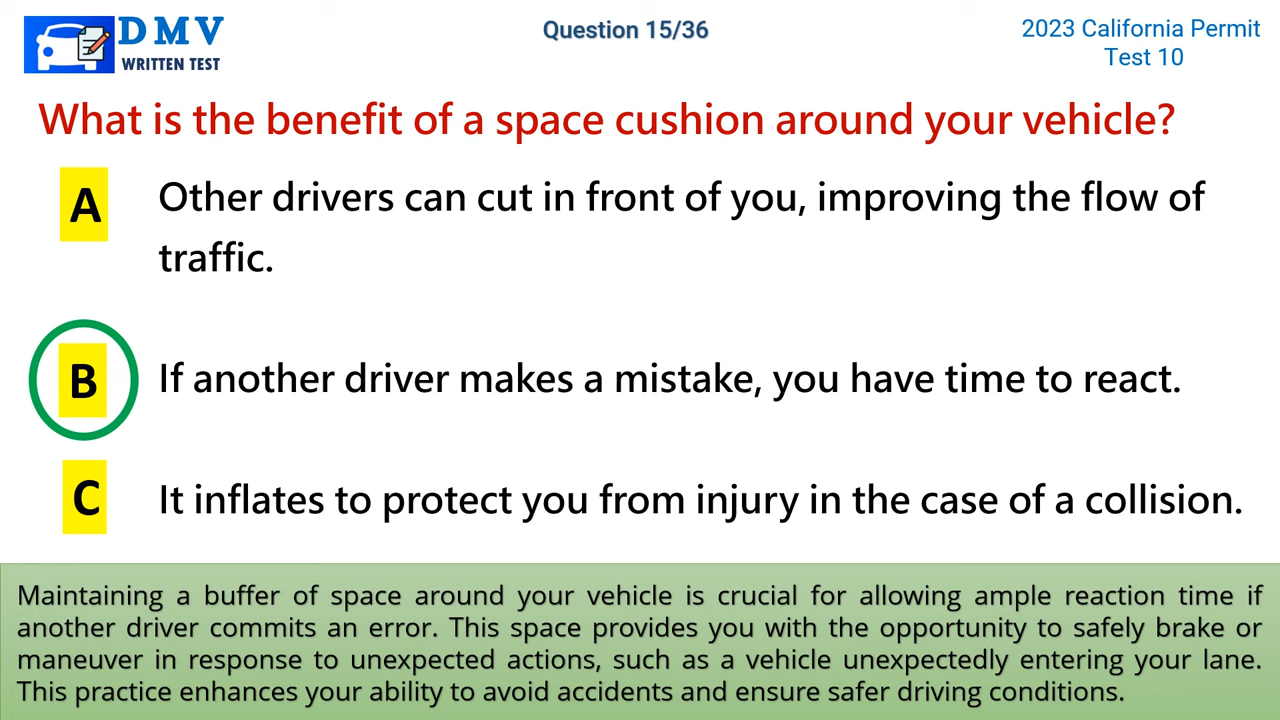 DMV
WRITTEN TEST
Question 15/36
2023 California Permit
Test 10
What is the benefit of a space cushion around your vehicle?
A
Other drivers can cut in front of you, improving the flow of
traffic.
B
If another driver makes a mistake, you have time to react.
C
It inflates to protect you from injury in the case of a collision.
Maintaining a buffer of space around your vehicle is crucial for allowing ample reaction time if
another driver commits an error. This space provides you with the opportunity to safely brake or
maneuver in response to unexpected actions, such as a vehicle unexpectedly entering your lane.
This practice enhances your ability to avoid accidents and ensure safer driving conditions.